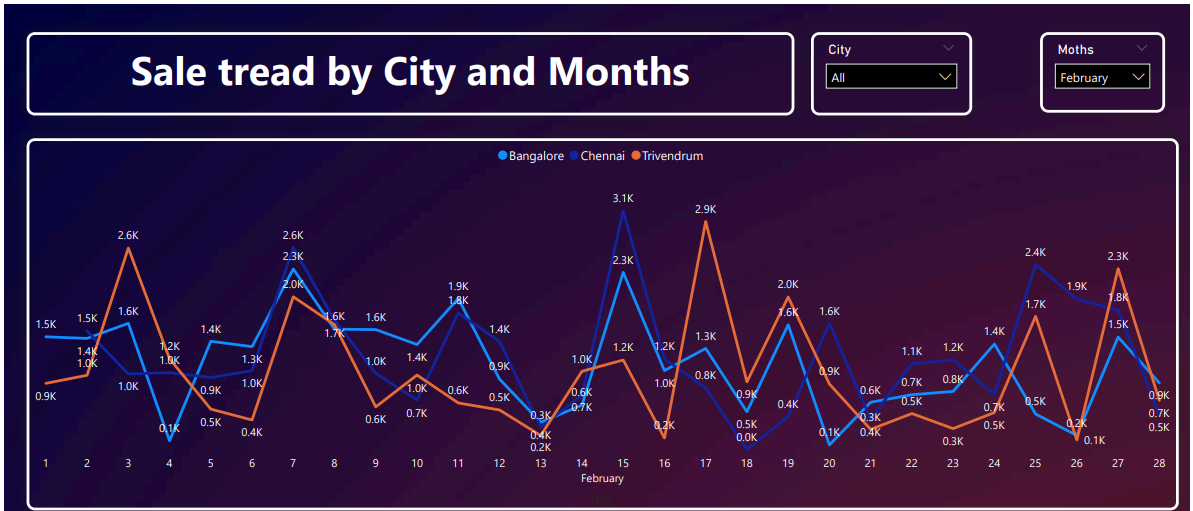 Sale tread by City and Months
City
All
Moths
February
Bangalore Chennai Trivendrum
3.1K
2.9K
2.6K 2.6K
2.4K
2.3K 2.3K 2.3K
2.0K 2.0K
1.9K 1.9K
1.8K 1.8K
1.7K
1.5K 1.5K 1.6K 1.6K 1.6K 1.6K 1.6K 1.5K
1.7K
1.4K 1.4K 1.3K 1.4K
1.4K 1.2K 1.3K 1.4K 1.2K 1.2K 1.1K 1.2K
1.0K 1.0K 1.0K 1.0K
1.0K 0.9K 1.0K 1.0K 0.9K 1.0K 0.8K 0.9K 0.8K
0.9K 0.6K 0.6K 0.9K 0.6K 0.7K 0.9K
0.7K 0.5K 0.7K 0.4K 0.5K 0.7K 0.5K 0.7K
0.5K 0.6K 0.3K 0.5K 0.3K 0.5K 0.5K
0.1K 0.4K 0.4K 0.2K 0.0K 0.1K 0.4K 0.3K 0.2K 0.1K
0.2K
1 2 3 4 5 6 7 8 9 10 11 12 13 14 15 16 17 18 19 20 21 22 23 24 25 26 27 28
February